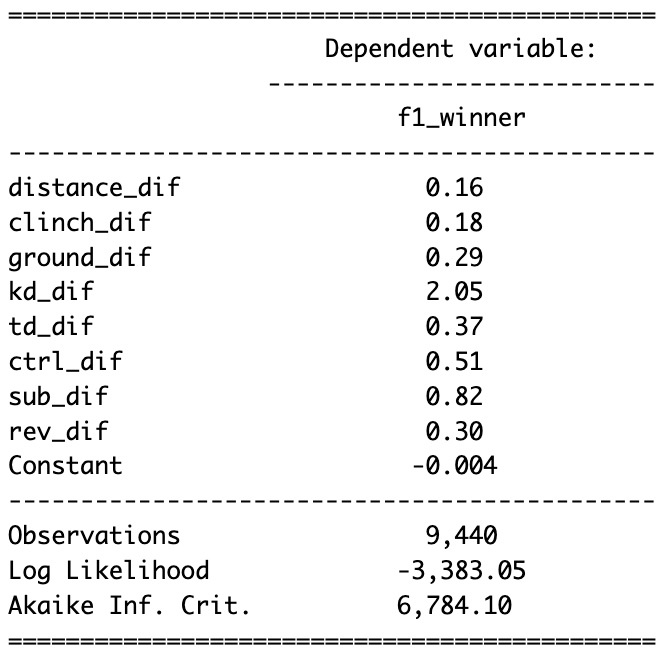 =============================================
Dependent variable:
---------------------------
f1_winner
---------------------------------------------
distance_dif 0.16
clinch_dif 0.18
ground_dif 0.29
kd_dif 2.05
td_dif 0.37
ctrl_dif 0.51
sub_dif 0.82
rev_dif 0.30
Constant -0.004
---------------------------------------------
Observations 9,440
Log Likelihood -3,383.05
Akaike Inf. Crit. 6,784.10
=============================================